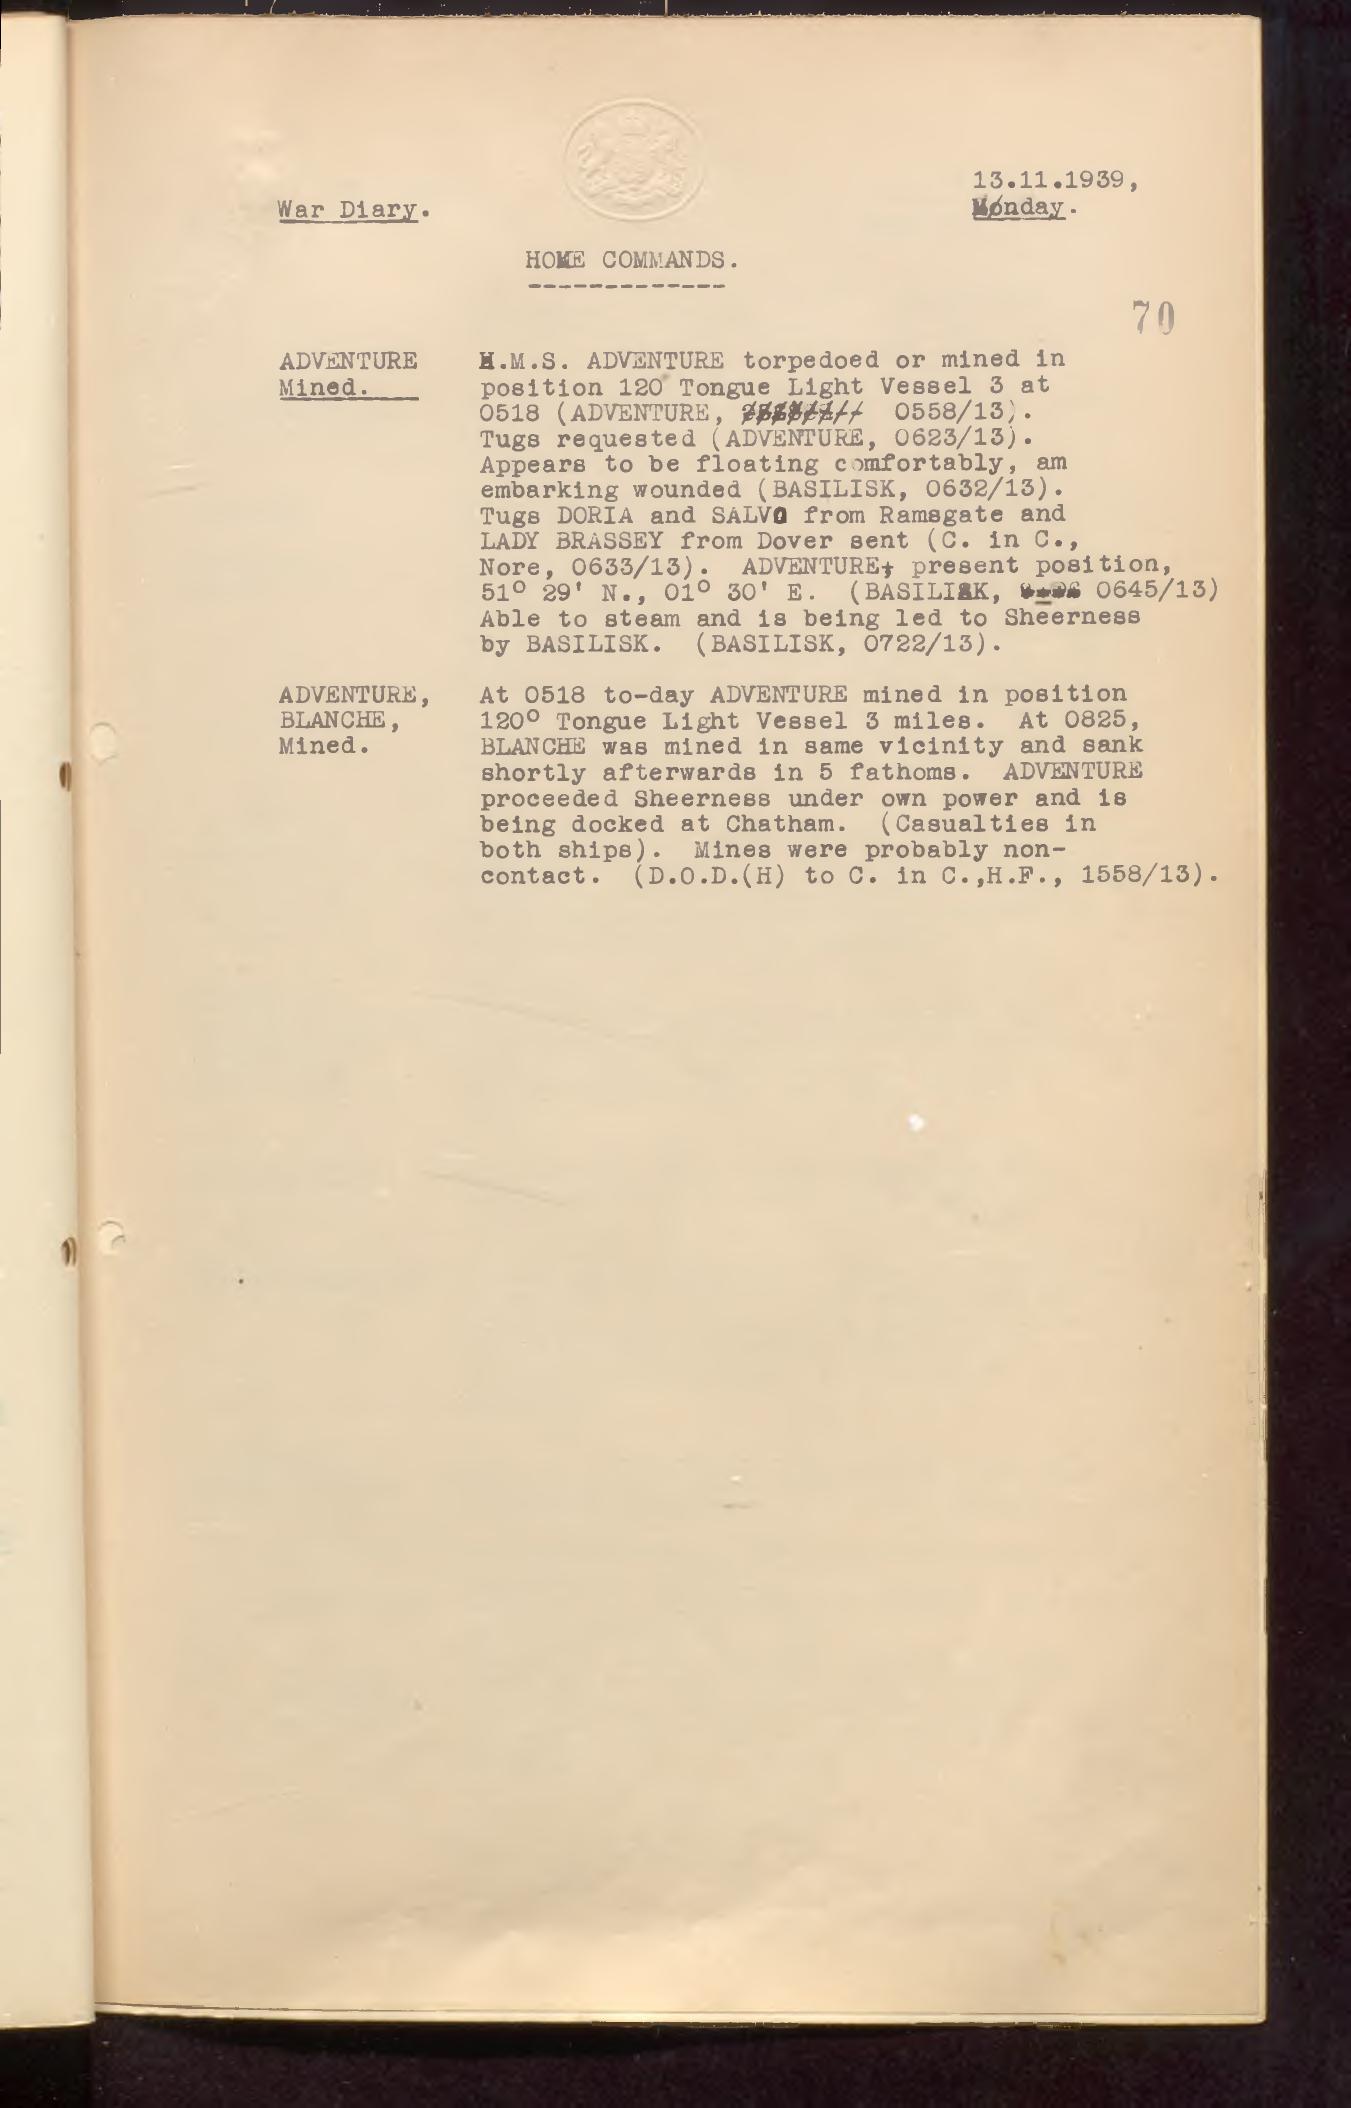 13.11.1939,
War Diary.
Monday.
HOME COMMANDS.
-------------
70
ADVENTURE
Mined.
H.M.S. ADVENTURE torpedoed or mined in
position 120 Tongue Light Vessel 3 at
0518 (ADVENTURE, 0558/13).
Tugs requested (ADVENTURE, 0623/13).
Appears to be floating comfortably, am
embarking wounded (BASILISK, 0632/13).
Tugs DORIA and SALVO from Ramsgate and
LADY BRASSEY from Dover sent (C. in C.,
Nore, 0633/13). ADVENTURE, present position,
51° 29' N., 01° 30' E. (BASILISK, 0645/13)
Able to steam and is being led to Sheerness
by BASILISK. (BASILISK, 0722/13).
ADVENTURE,
BLANCHE,
Mined.
At 0518 to-day ADVENTURE mined in position
120° Tongue Light Vessel 3 miles. At 0825,
BLANCHE was mined in same vicinity and sank
shortly afterwards in 5 fathoms. ADVENTURE
proceeded Sheerness under own power and is
being docked at Chatham. (Casualties in
both ships). Mines were probably non-
contact. (D.O.D.(H) to C. in C.,H.F., 1558/13).